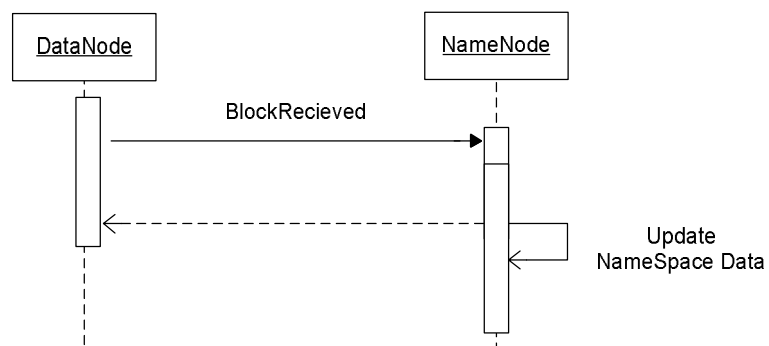 DataNode
NameNode
BlockRecieved
Update
NameSpace Data